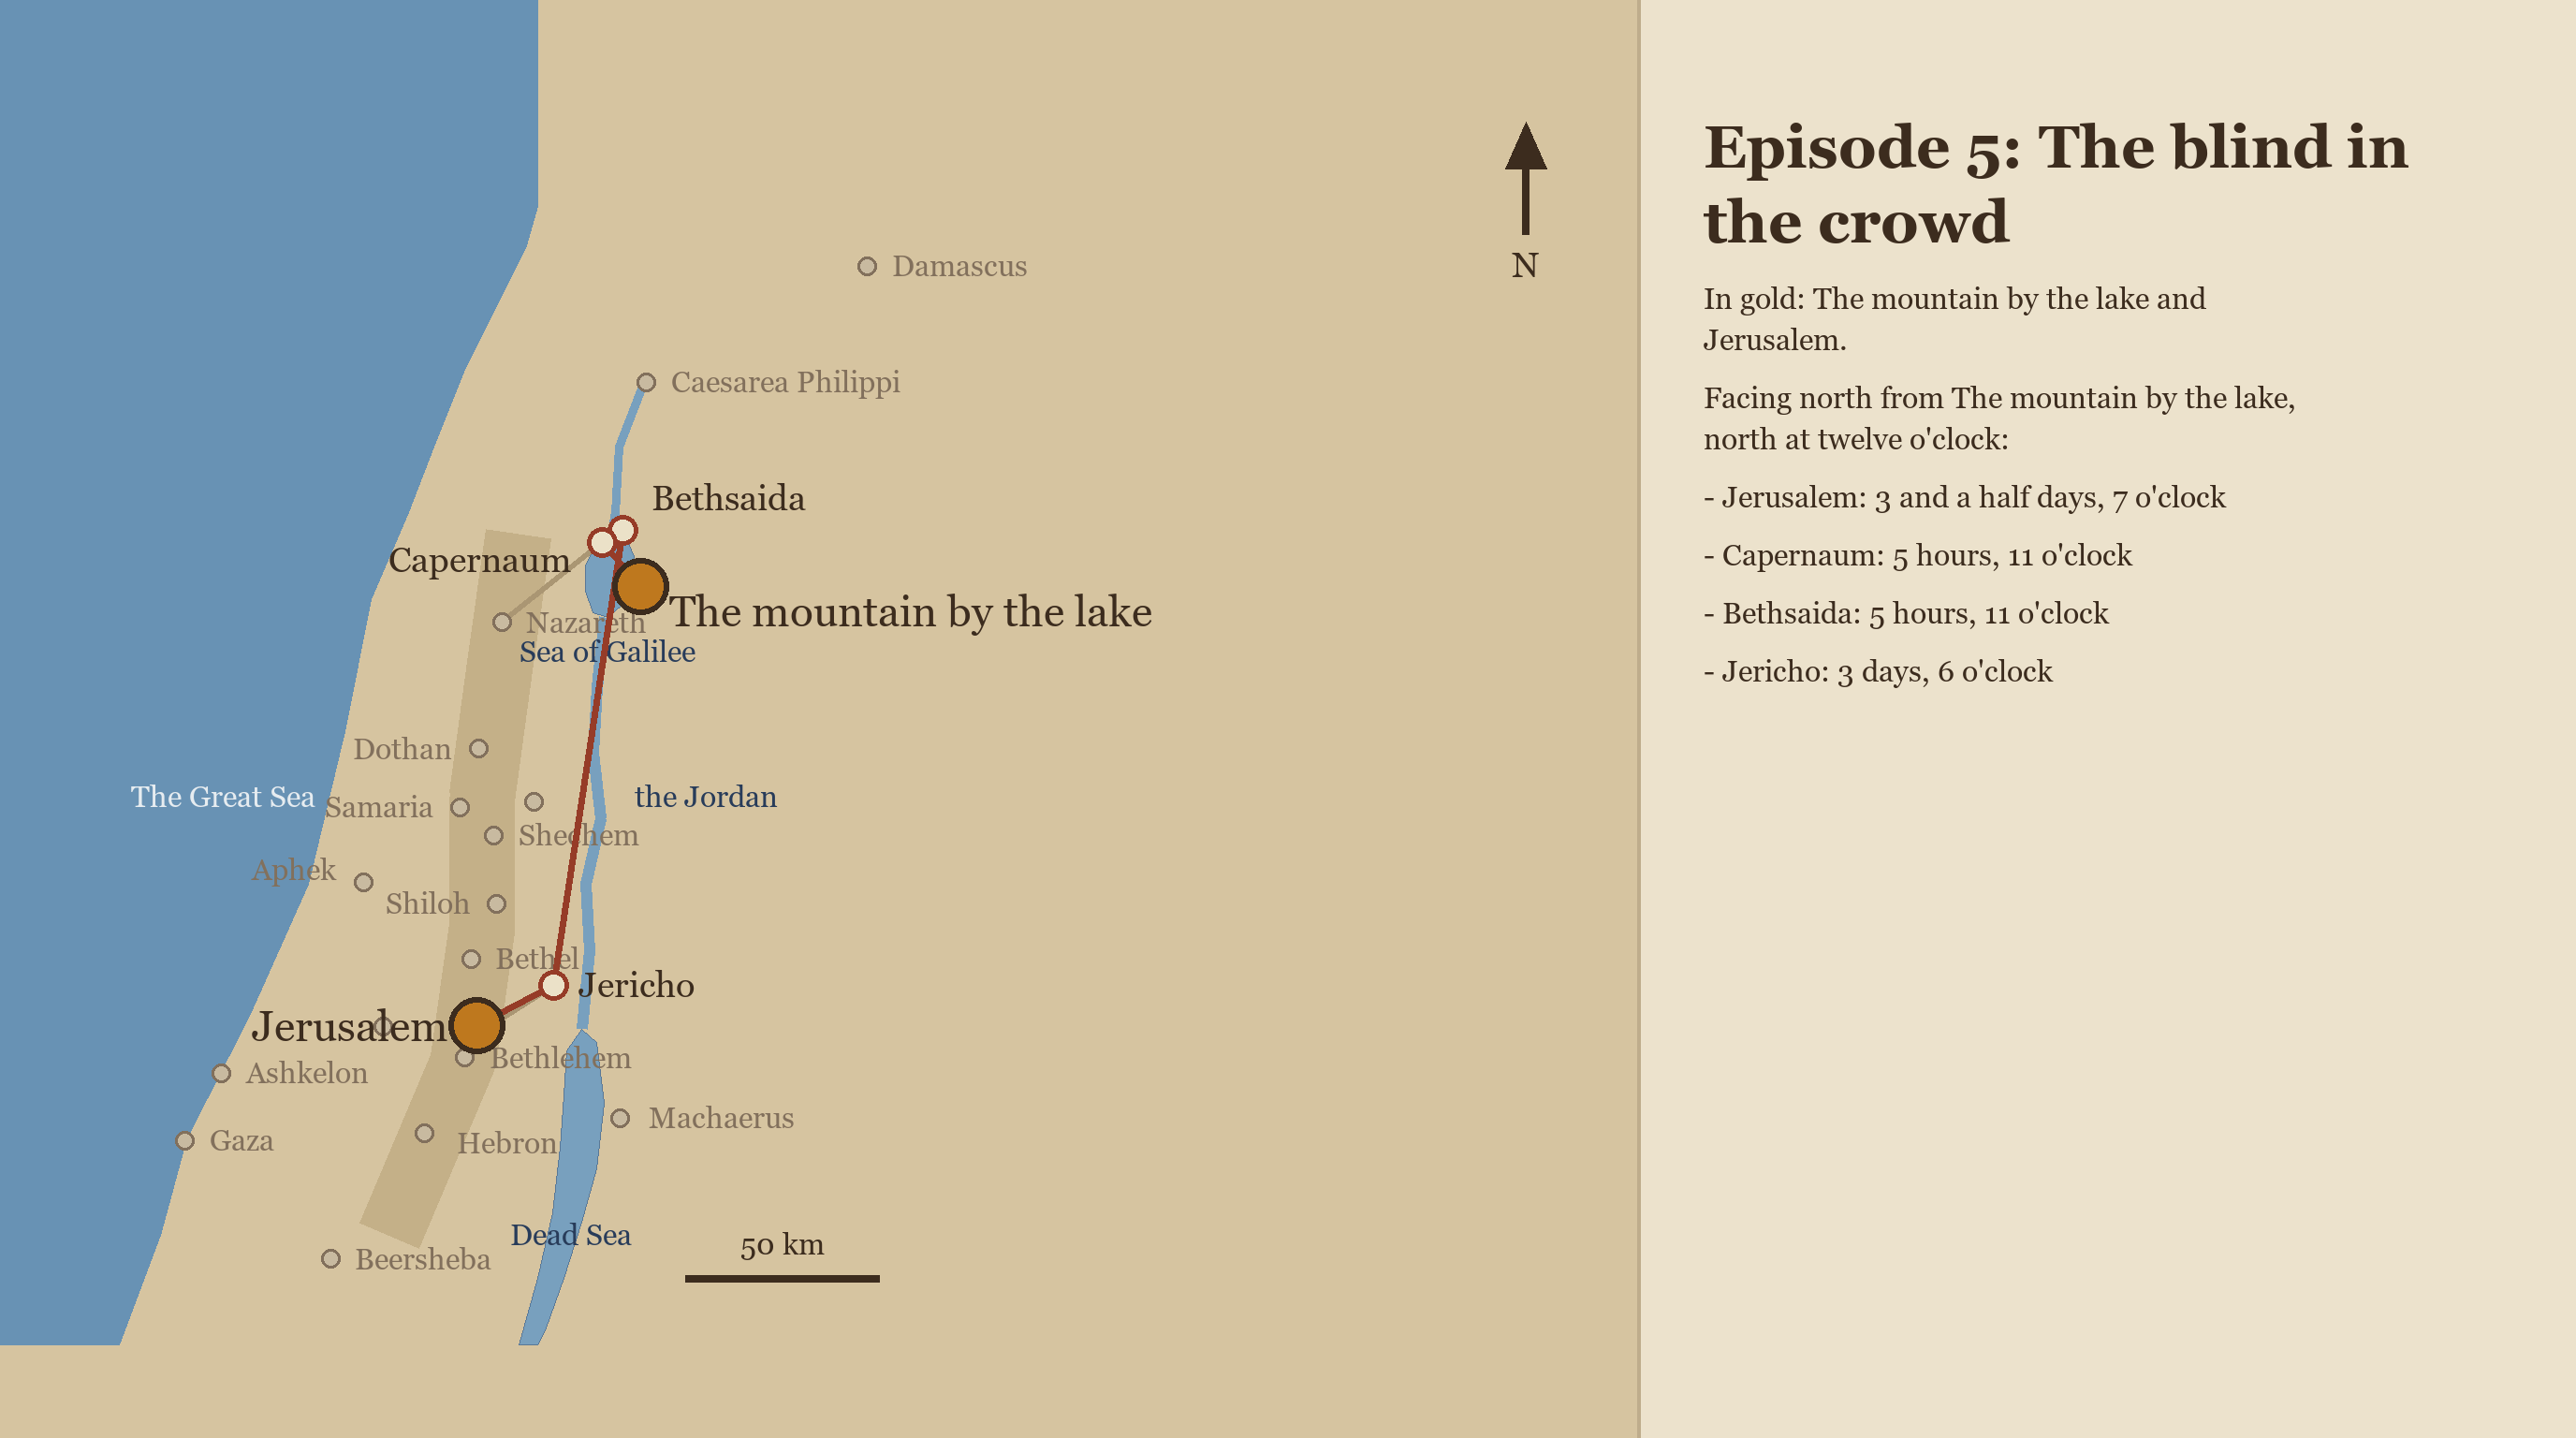 Episode 5: The blind in
the crowd
In gold: The mountain by the lake and
Jerusalem.
Facing north from The mountain by the lake,
north at twelve o'clock:
- Jerusalem: 3 and a half days, 7 o'clock
- Capernaum: 5 hours, 11 o'clock
- Bethsaida: 5 hours, 11 o'clock
- Jericho: 3 days, 6 o'clock
N
Damascus
Caesarea Philippi
Bethsaida
Capernaum
The mountain by the lake
Nazareth
Sea of Galilee
Dothan
The Great Sea
the Jordan
Samaria
Shechem
Aphek
Shiloh
Bethel
Jericho
Jerusalem
Bethlehem
Ashkelon
Machaerus
Gaza
Hebron
Dead Sea
50 km
Beersheba